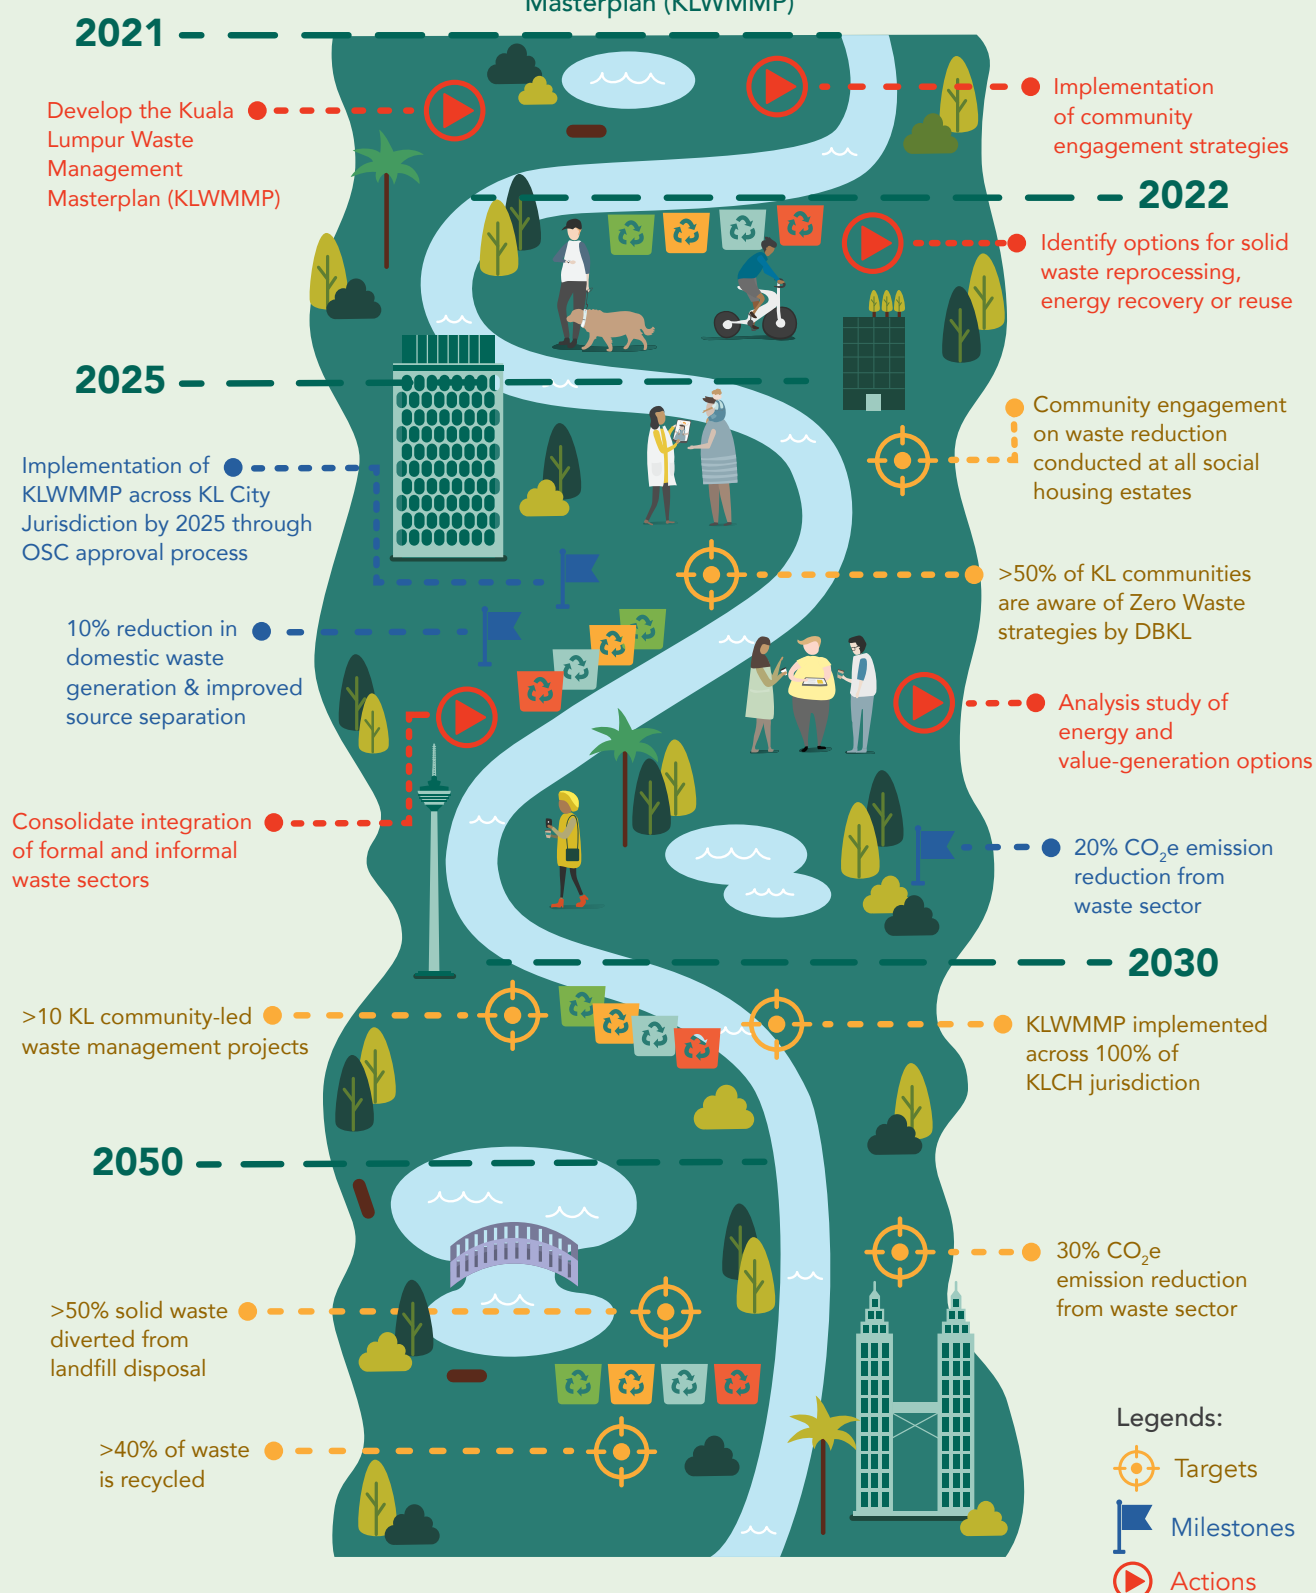 Masterplan (KLWMMP)
2021
Develop the Kuala
Lumpur Waste
Management
Masterplan (KLWMMP)
Implementation
of community
engagement strategies
2022
Identify options for solid
waste reprocessing,
energy recovery or reuse
2025
Community engagement
on waste reduction
conducted at all social
housing estates
Implementation of
KLWMMP across KL City
Jurisdiction by 2025 through
OSC approval process
>50% of KL communities
are aware of Zero Waste
strategies by DBKL
10% reduction in
domestic waste
generation & improved
source separation
Analysis study of
energy and
value-generation options
Consolidate integration
of formal and informal
waste sectors
20% CO₂e emission
reduction from
waste sector
2030
>10 KL community-led
waste management projects
KLWMMP implemented
across 100% of
KLCH jurisdiction
2050
30% CO₂e
emission reduction
from waste sector
>50% solid waste
diverted from
landfill disposal
>40% of waste
is recycled
Legends:
Targets
Milestones
Actions